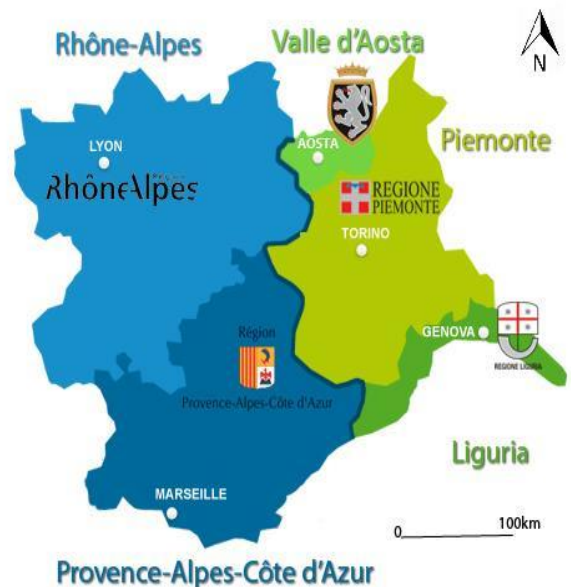 Rhône-Alpes
Valle d'Aosta
N
LYON
AOSTA
Piemonte
RhôneAlpes
REGIONE
PIEMONTE
TORINO
Région
GENOVA
REGIONE LIGURIA
Provence-Alpes-Côte d'Azur
Liguria
MARSEILLE
0
100km
Provence-Alpes-Côte d'Azur